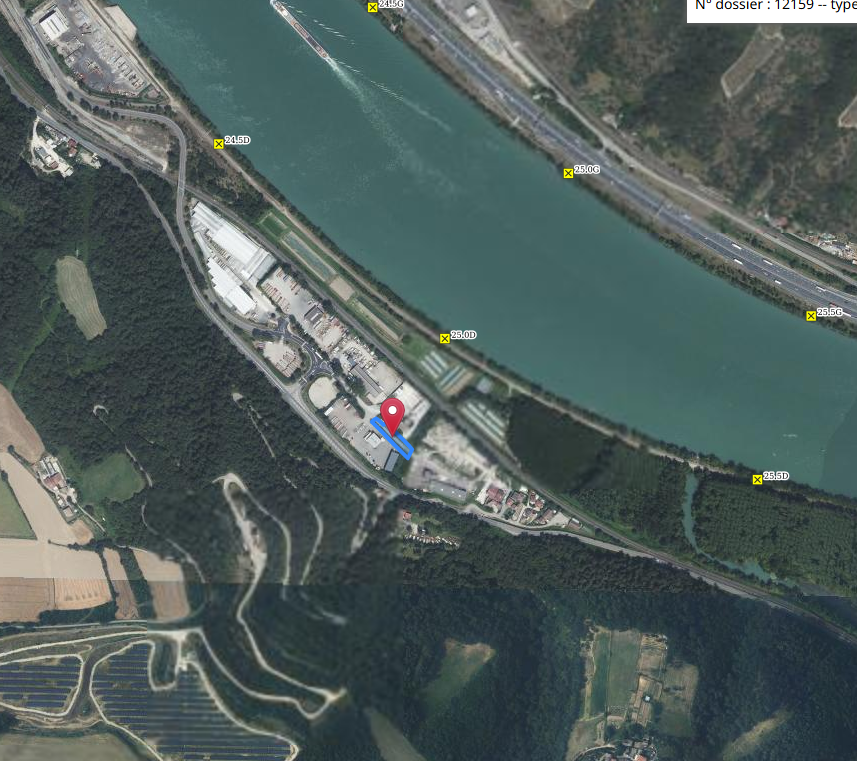 24.5G
N° dossier : 12159 -- type
24.5D
25.0G
25.5G
25.0D
25.5D